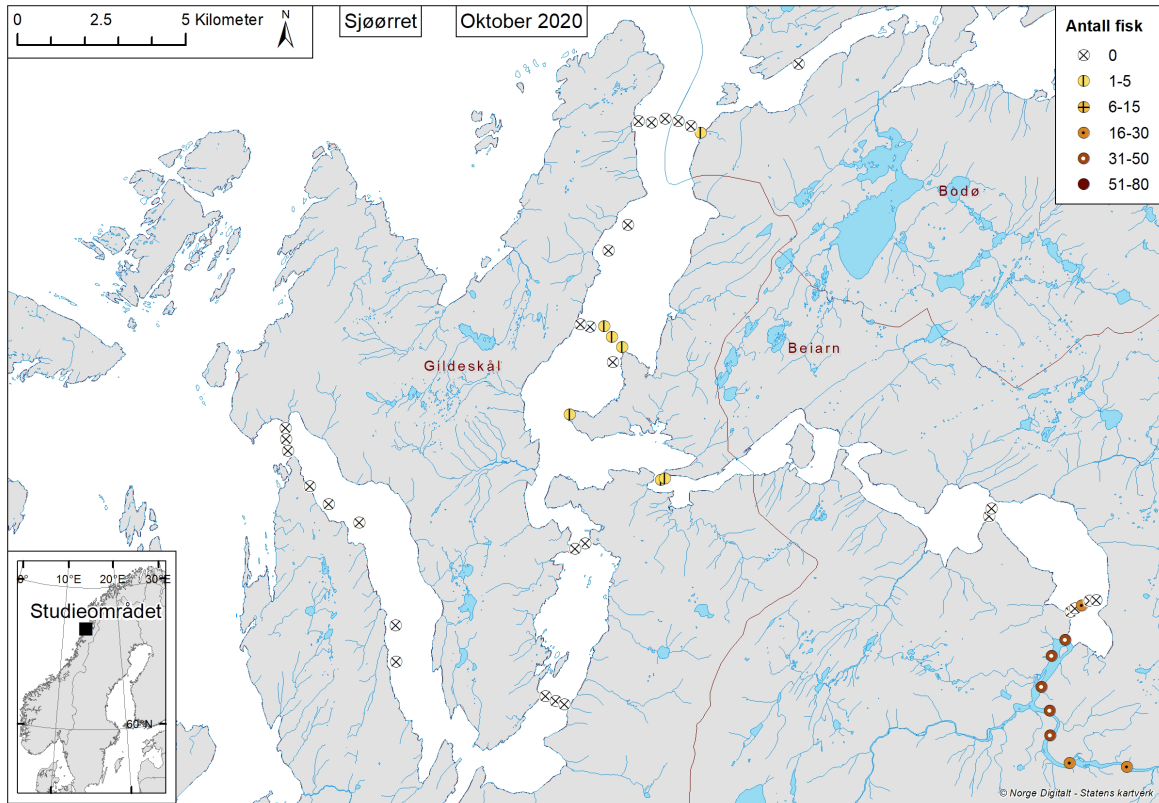 0 2.5 5 Kilometer
N
Sjøørret
Oktober 2020
Antall fisk
0
1-5
6-15
16-30
31-50
51-80
Bodø
Beiarn
Gildeskål
0° 10°E 20°E 30°E
Studieområdet
60°N
© Norge Digitalt - Statens kartverk